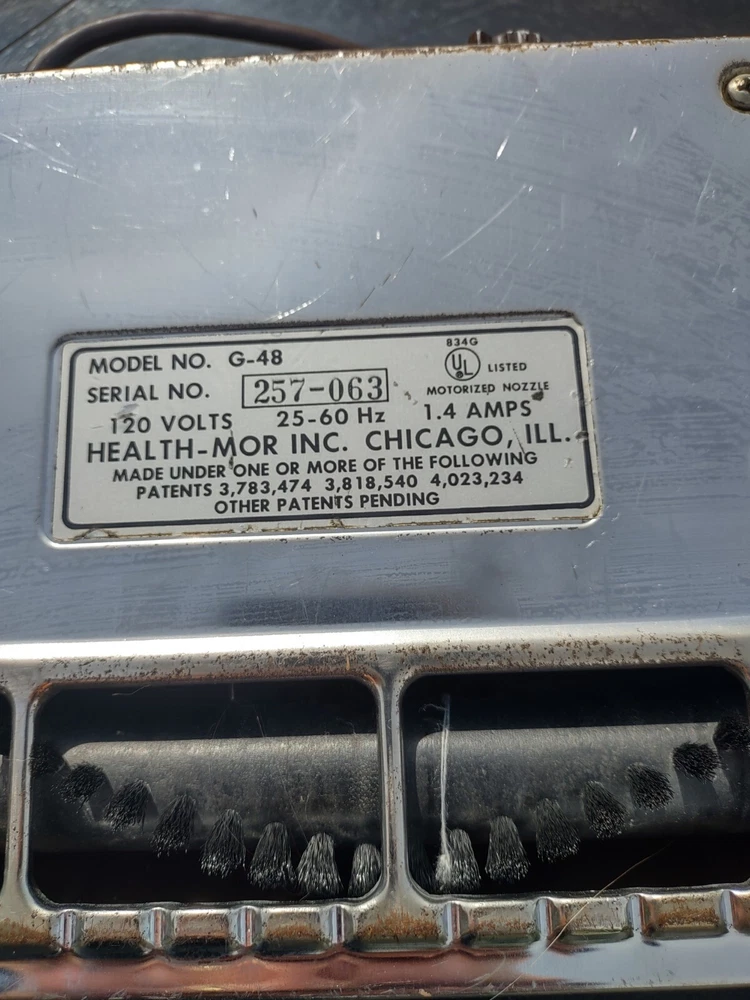 MODEL NO. G-48
834G
UL LISTED
SERIAL NO. 257-063
MOTORIZED NOZZLE
120 VOLTS 25-60 Hz 1.4 AMPS
HEALTH-MOR INC. CHICAGO, ILL.
MADE UNDER ONE OR MORE OF THE FOLLOWING
PATENTS 3,783,474 3,818,540 4,023,234
OTHER PATENTS PENDING